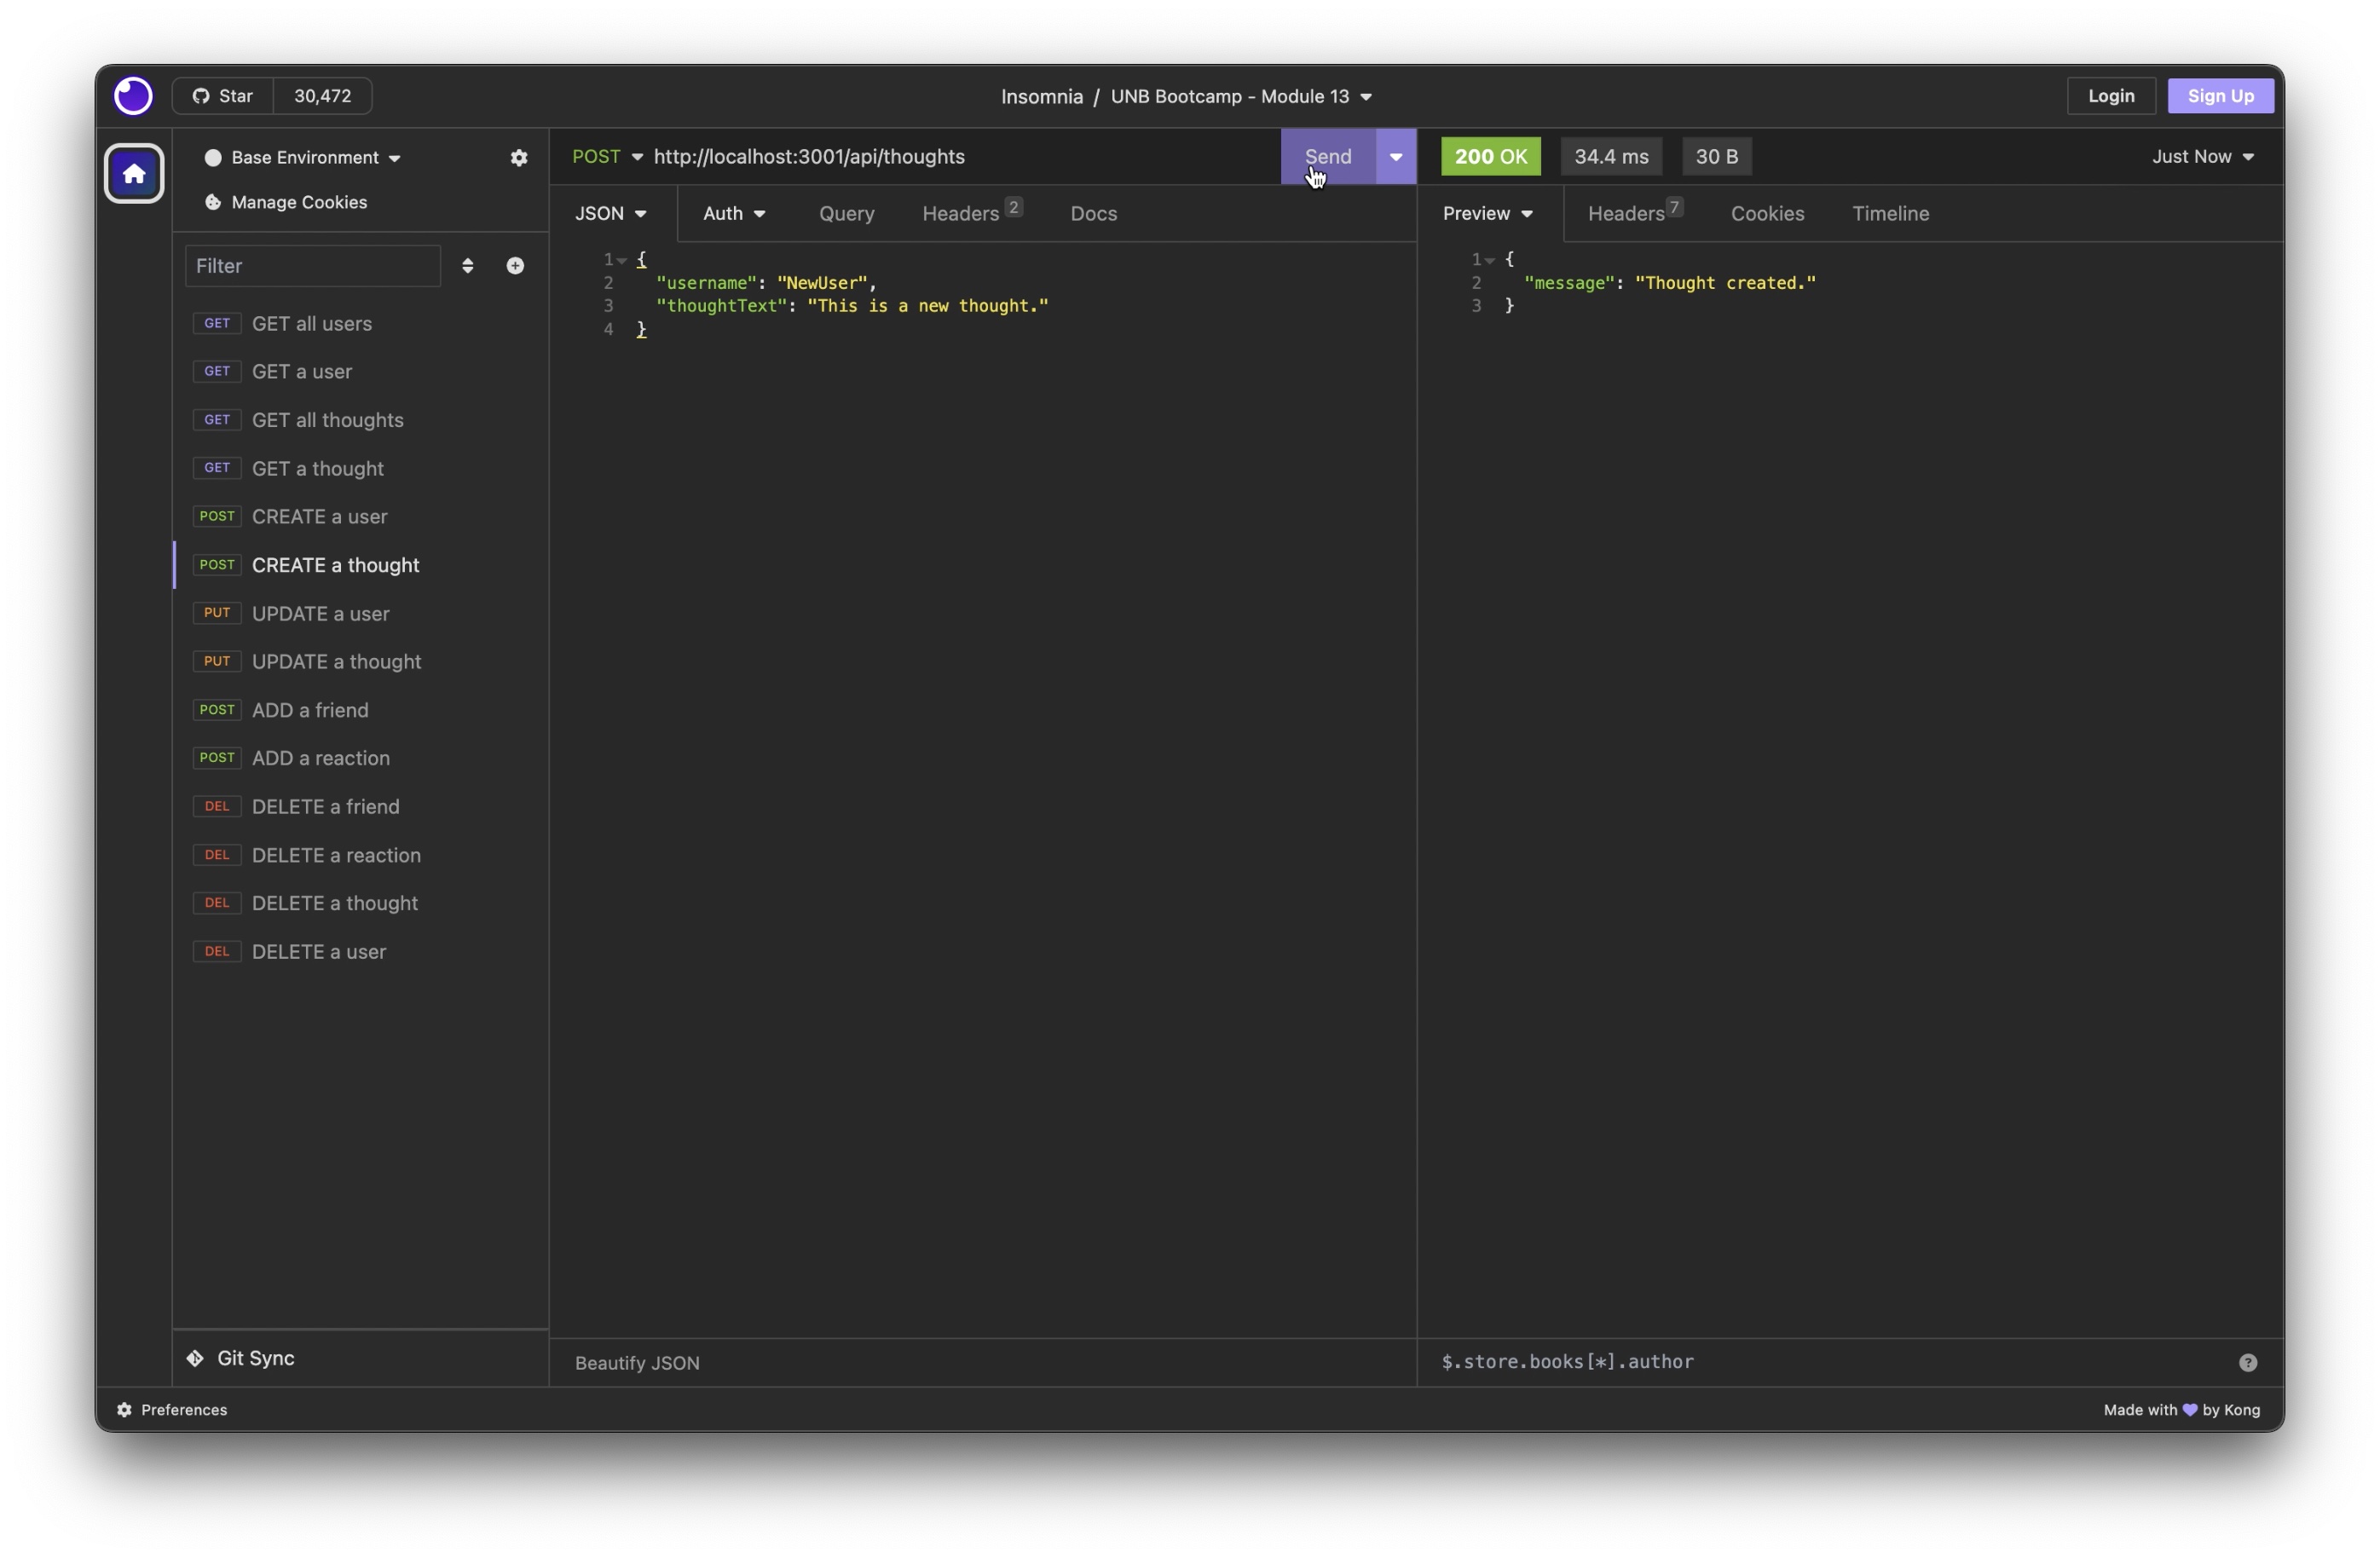 Star 30,472
Insomnia / UNB Bootcamp - Module 13
Login
Sign Up
Base Environment
Manage Cookies
Filter
GET GET all users
GET GET a user
GET GET all thoughts
GET GET a thought
POST CREATE a user
POST CREATE a thought
PUT UPDATE a user
PUT UPDATE a thought
POST ADD a friend
POST ADD a reaction
DEL DELETE a friend
DEL DELETE a reaction
DEL DELETE a thought
DEL DELETE a user
Git Sync
POST http://localhost:3001/api/thoughts
Send
JSON Auth Query Headers 2 Docs
1 {
2 "username": "NewUser",
3 "thoughtText": "This is a new thought."
4 }
Beautify JSON
200 OK 34.4 ms 30 B Just Now
Preview Headers 7 Cookies Timeline
1 {
2 "message": "Thought created."
3 }
$.store.books[*].author
?
Preferences
Made with 💜 by Kong